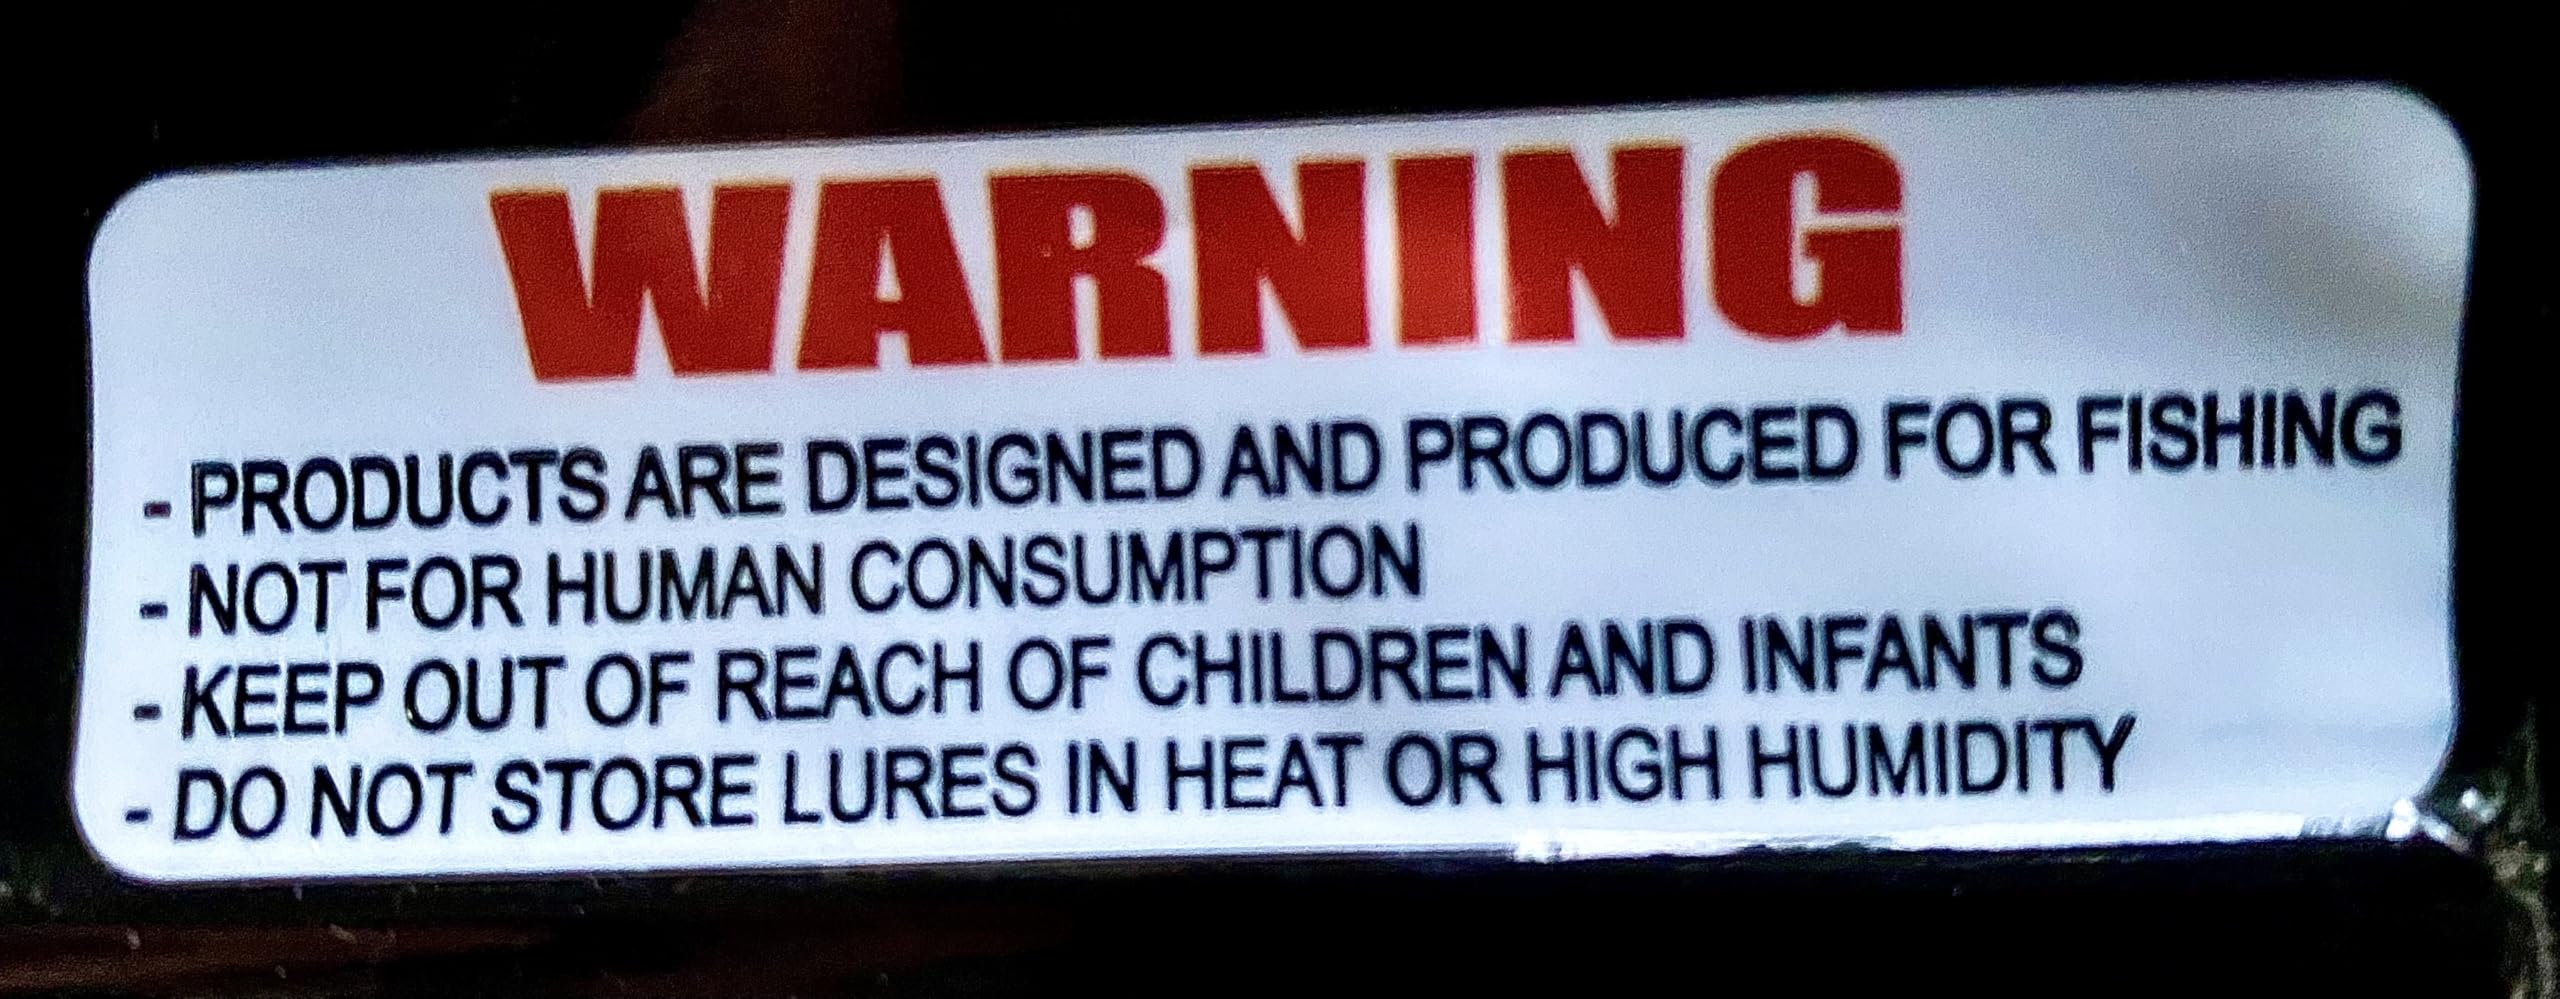 WARNING
- PRODUCTS ARE DESIGNED AND PRODUCED FOR FISHING
- NOT FOR HUMAN CONSUMPTION
- KEEP OUT OF REACH OF CHILDREN AND INFANTS
- DO NOT STORE LURES IN HEAT OR HIGH HUMIDITY